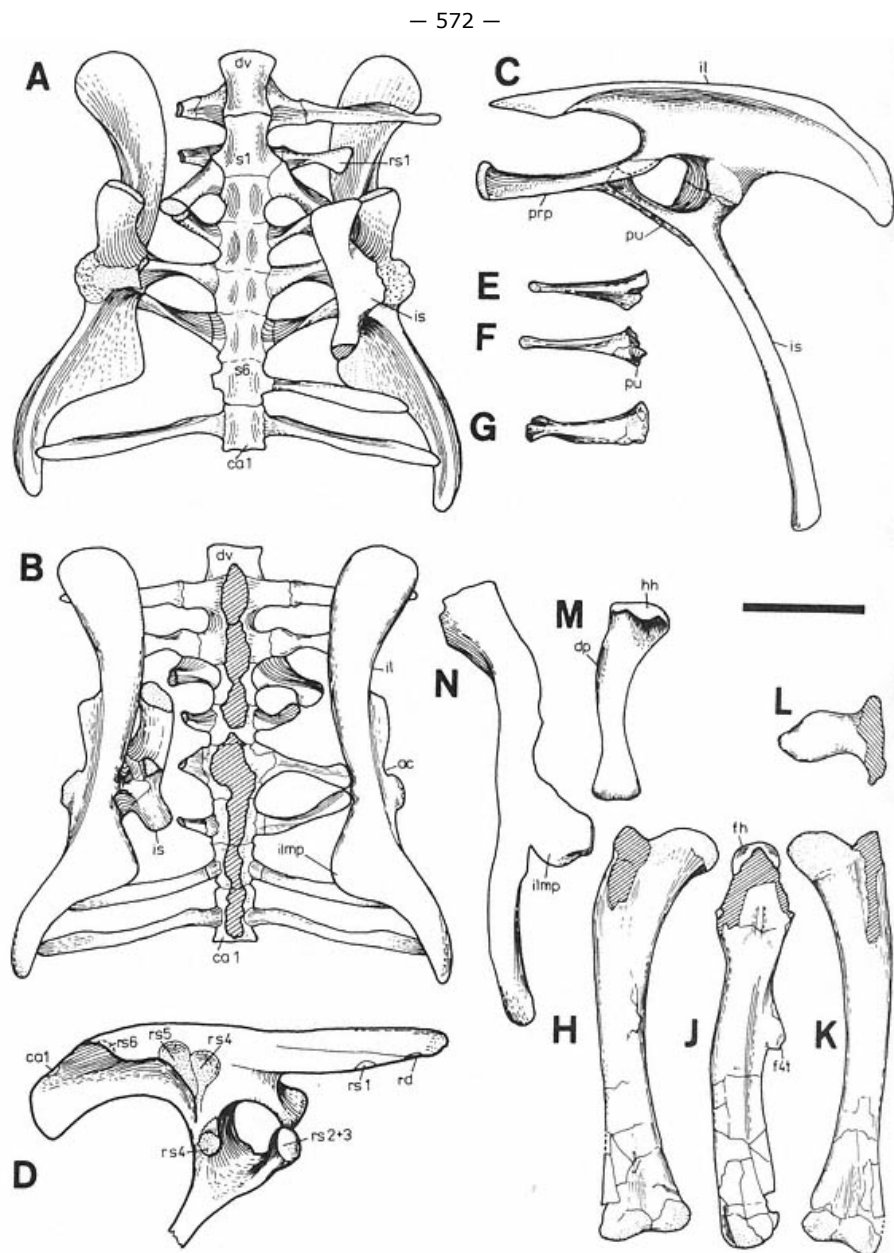 — 572 —
A
dv
s1
rs1
is
s6
ca1
C
il
prp
pu
is
E
F
pu
G
B
dv
il
ac
is
ilmp
ca1
N
ilmp
M
hh
dp
L
D
ca1
rs6
rs5
rs4
rs1
rd
rs4
rs2+3
H
J
fh
f4t
K